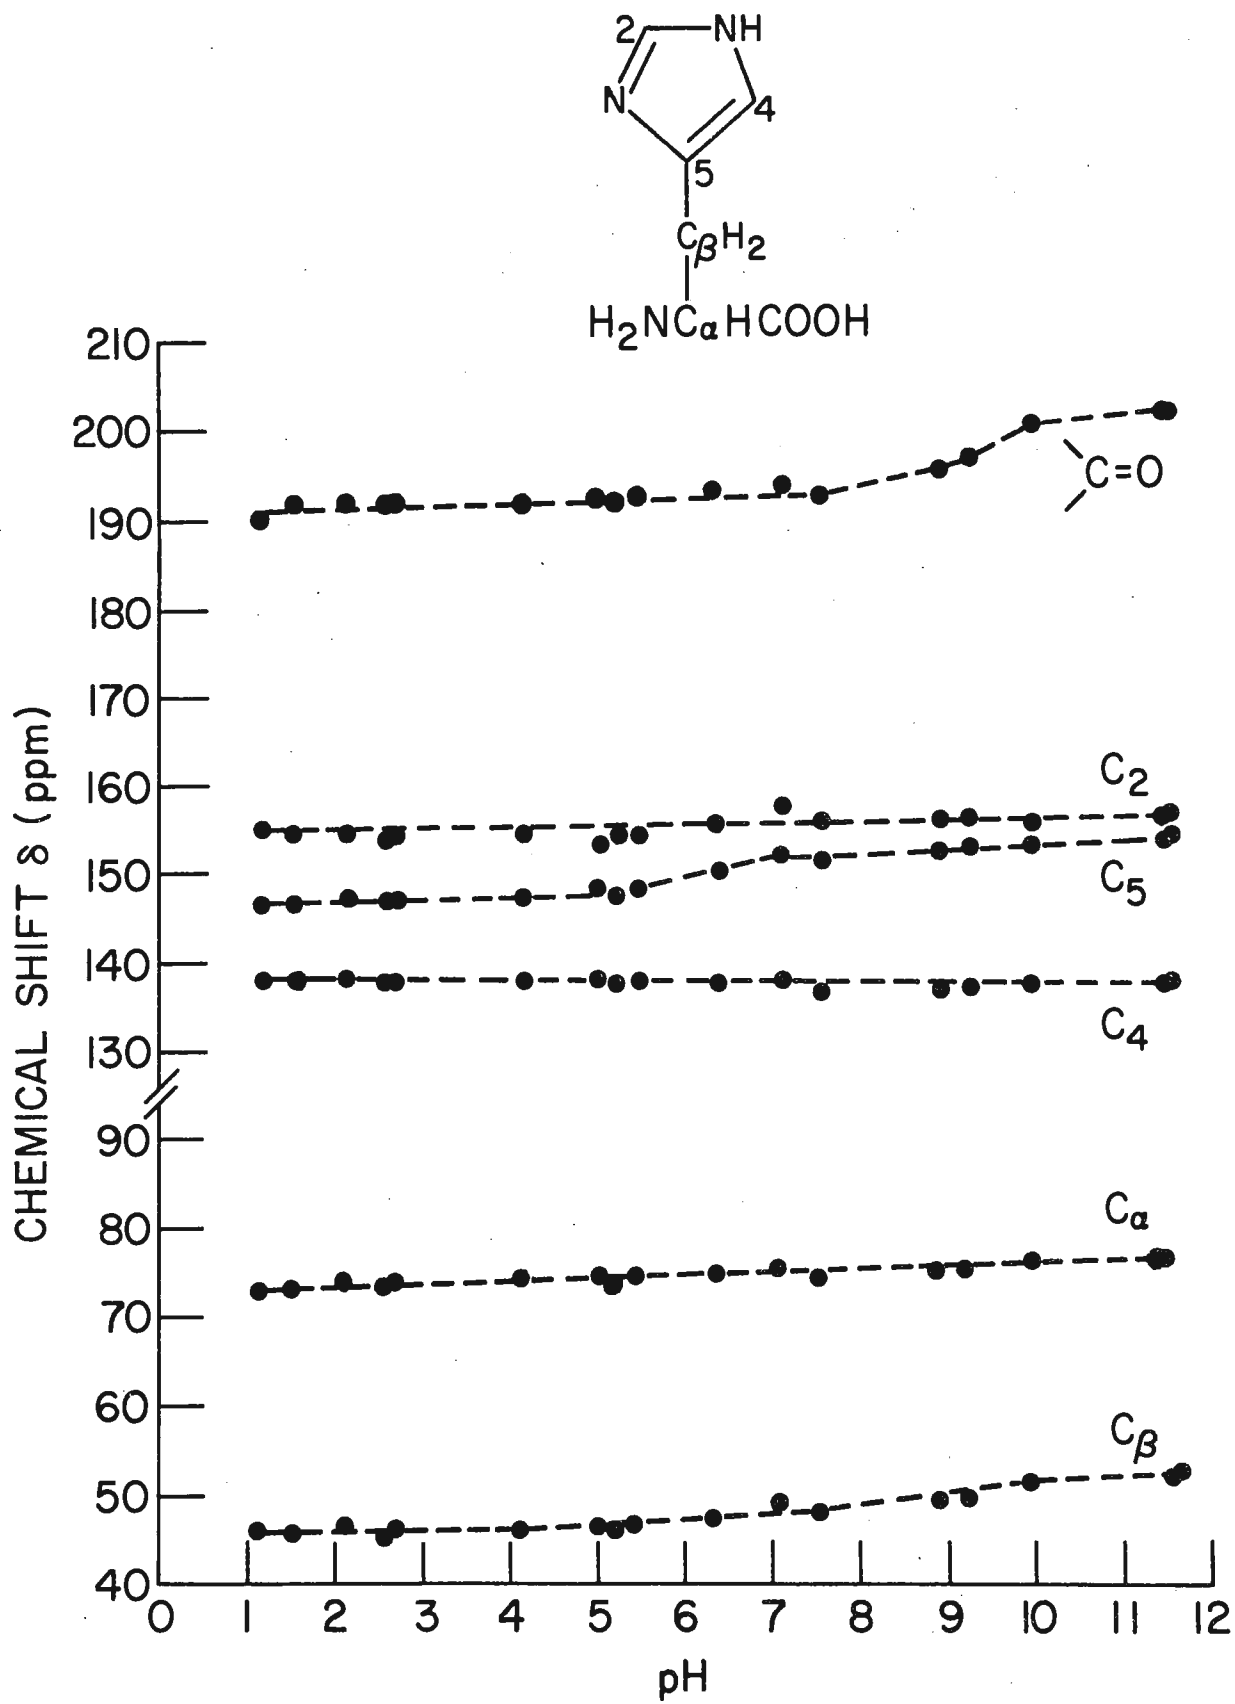 2 NH
N 4
5
CβH2
H2NCαHCOOH
210
200
C=O
190
180
170
160
C2
150
C5
140
C4
130
90
80
Cα
70
60
Cβ
50
40
0 1 2 3 4 5 6 7 8 9 10 11 12
pH
CHEMICAL SHIFT δ (ppm)